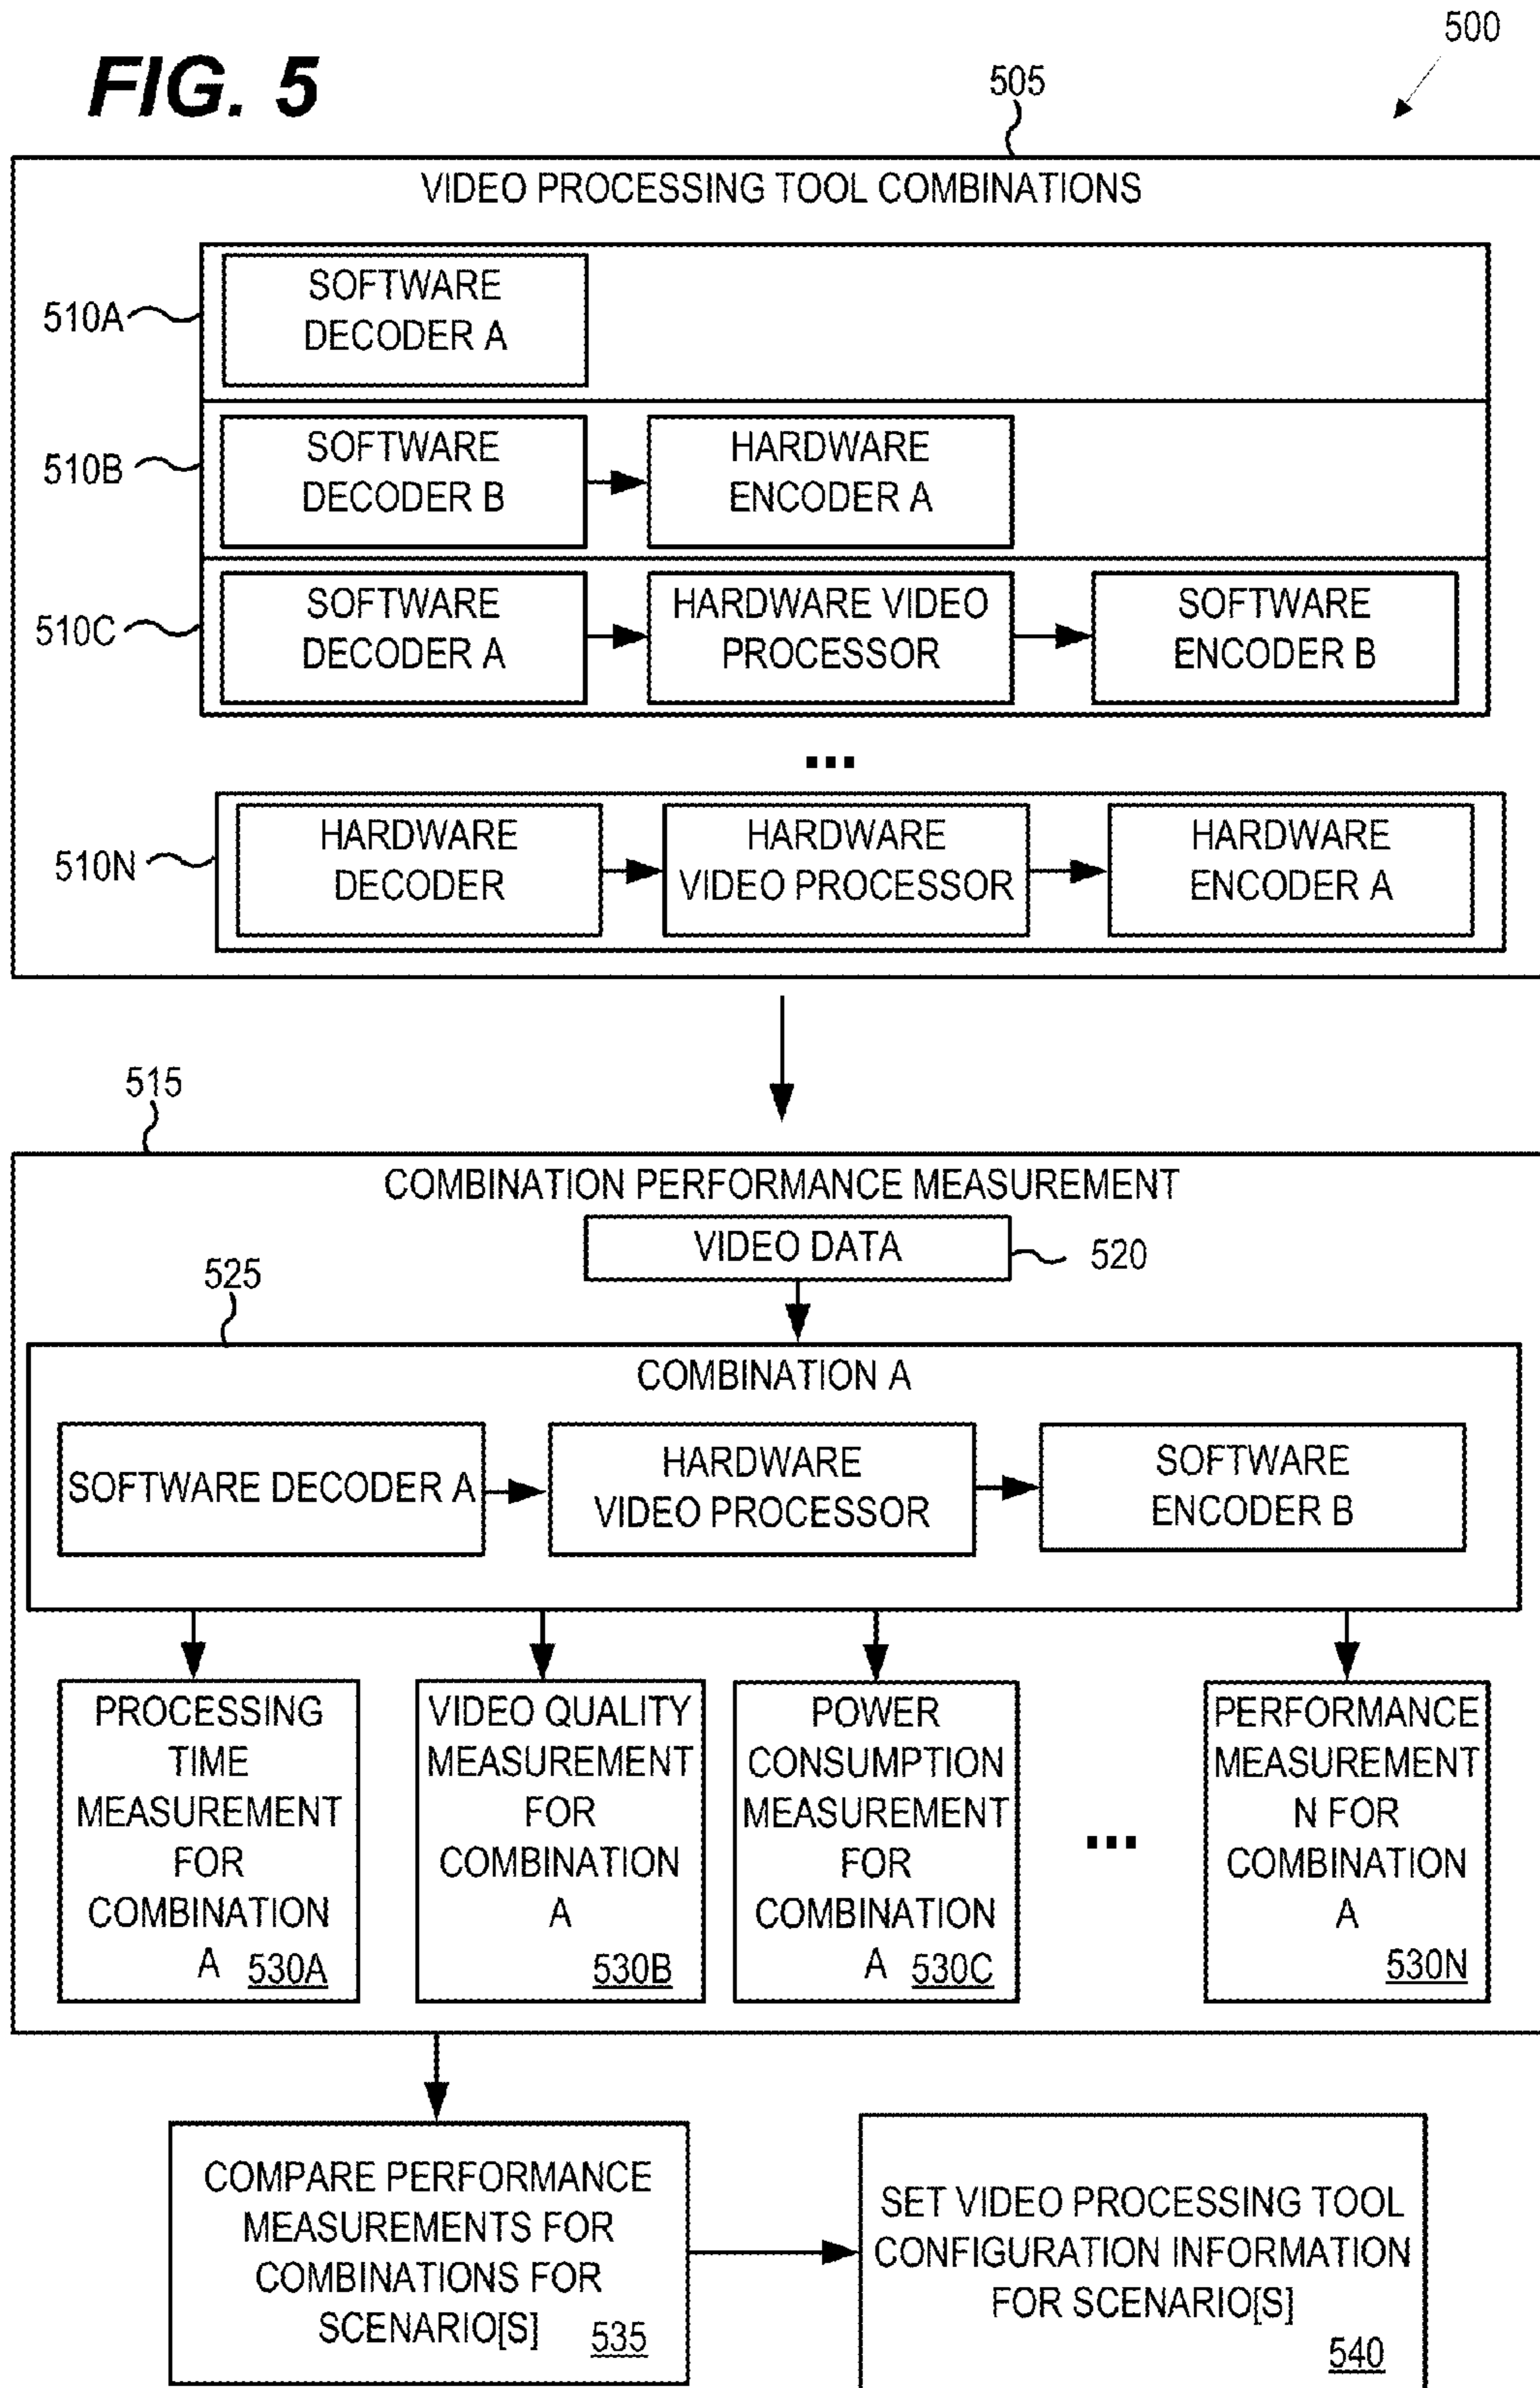 500
FIG. 5
505
VIDEO PROCESSING TOOL COMBINATIONS
510A
SOFTWARE
DECODER A
510B
SOFTWARE
DECODER B
HARDWARE
ENCODER A
510C
SOFTWARE
DECODER A
HARDWARE VIDEO
PROCESSOR
SOFTWARE
ENCODER B
...
510N
HARDWARE
DECODER
HARDWARE
VIDEO PROCESSOR
HARDWARE
ENCODER A
515
COMBINATION PERFORMANCE MEASUREMENT
VIDEO DATA
520
525
COMBINATION A
SOFTWARE DECODER A
HARDWARE
VIDEO PROCESSOR
SOFTWARE
ENCODER B
PROCESSING
TIME
MEASUREMENT
FOR
COMBINATION
A 530A
VIDEO QUALITY
MEASUREMENT
FOR
COMBINATION
A
530B
POWER
CONSUMPTION
MEASUREMENT
FOR
COMBINATION
A 530C
...
PERFORMANCE
MEASUREMENT
N FOR
COMBINATION
A
530N
COMPARE PERFORMANCE
MEASUREMENTS FOR
COMBINATIONS FOR
SCENARIO[S] 535
SET VIDEO PROCESSING TOOL
CONFIGURATION INFORMATION
FOR SCENARIO[S]
540